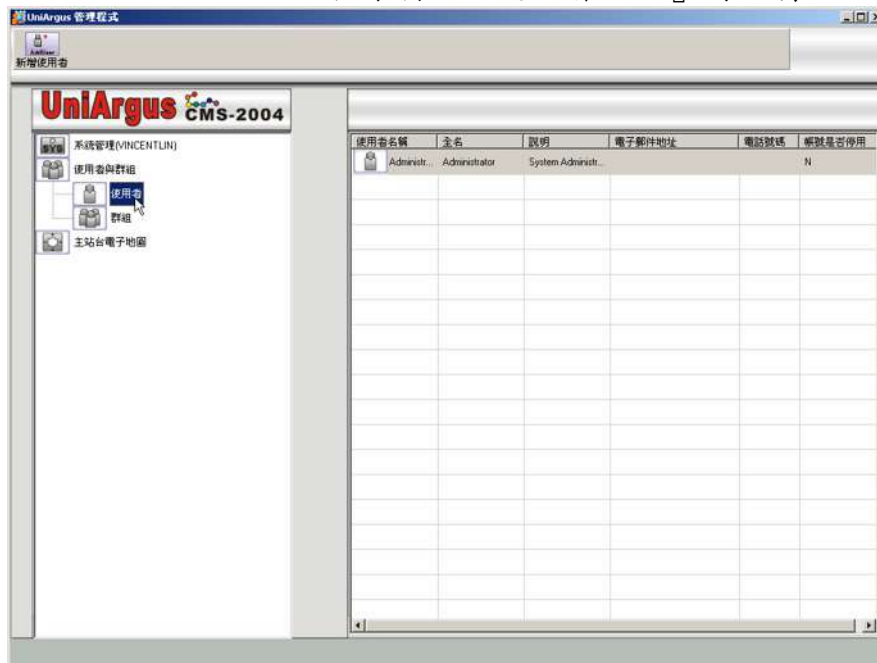 UniArgus 管理程式
AddUser
新增使用者
UniArgus CMS-2004
系統管理(VINCENTLIN)
使用者與群組
使用者
群組
主站台電子地圖
使用者名稱 全名 說明 電子郵件地址 電話號碼 帳號是否停用
Administr... Administrator System Administr... N